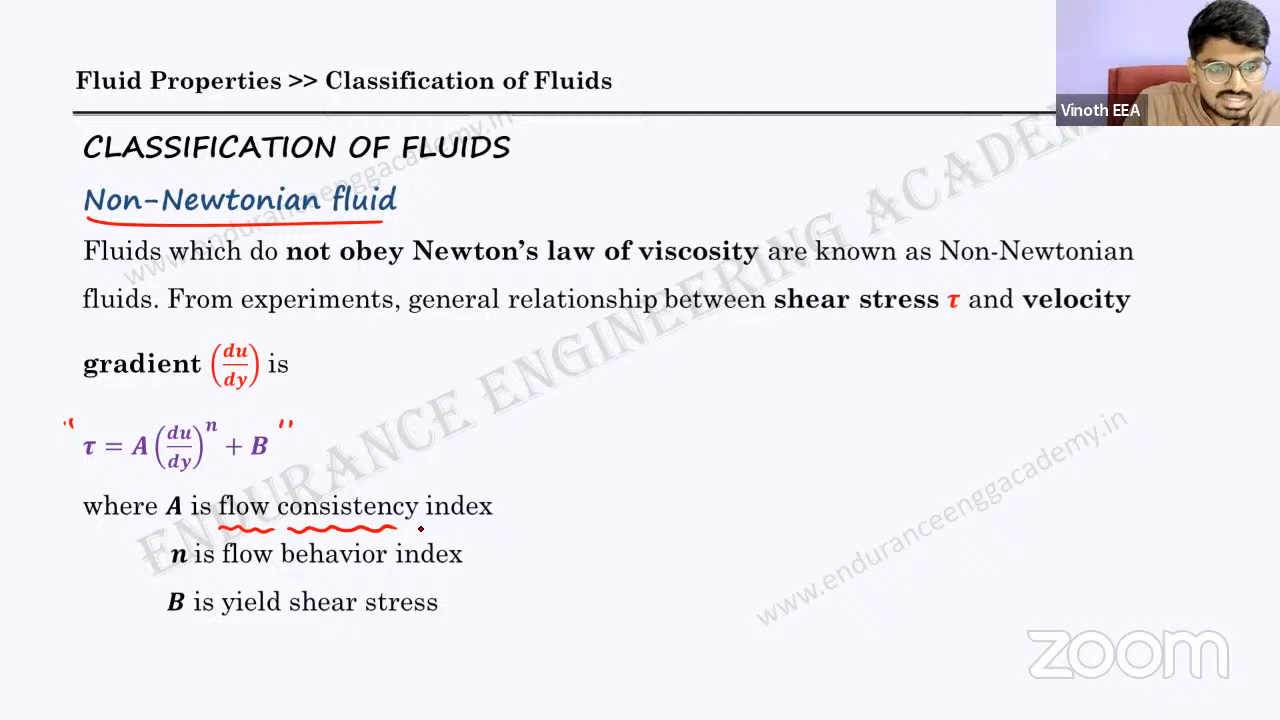 Fluid Properties >> Classification of Fluids
Vinoth EEA
CLASSIFICATION OF FLUIDS
Non-Newtonian fluid
Fluids which do not obey Newton's law of viscosity are known as Non-Newtonian
fluids. From experiments, general relationship between shear stress τ and velocity
gradient (du/dy) is
" τ = A (du/dy)ⁿ + B "
where A is flow consistency index
n is flow behavior index
B is yield shear stress
www.enduranceenggacademy.in
ENDURANCE ENGINEERING ACADEMY
www.enduranceenggacademy.in
zoom